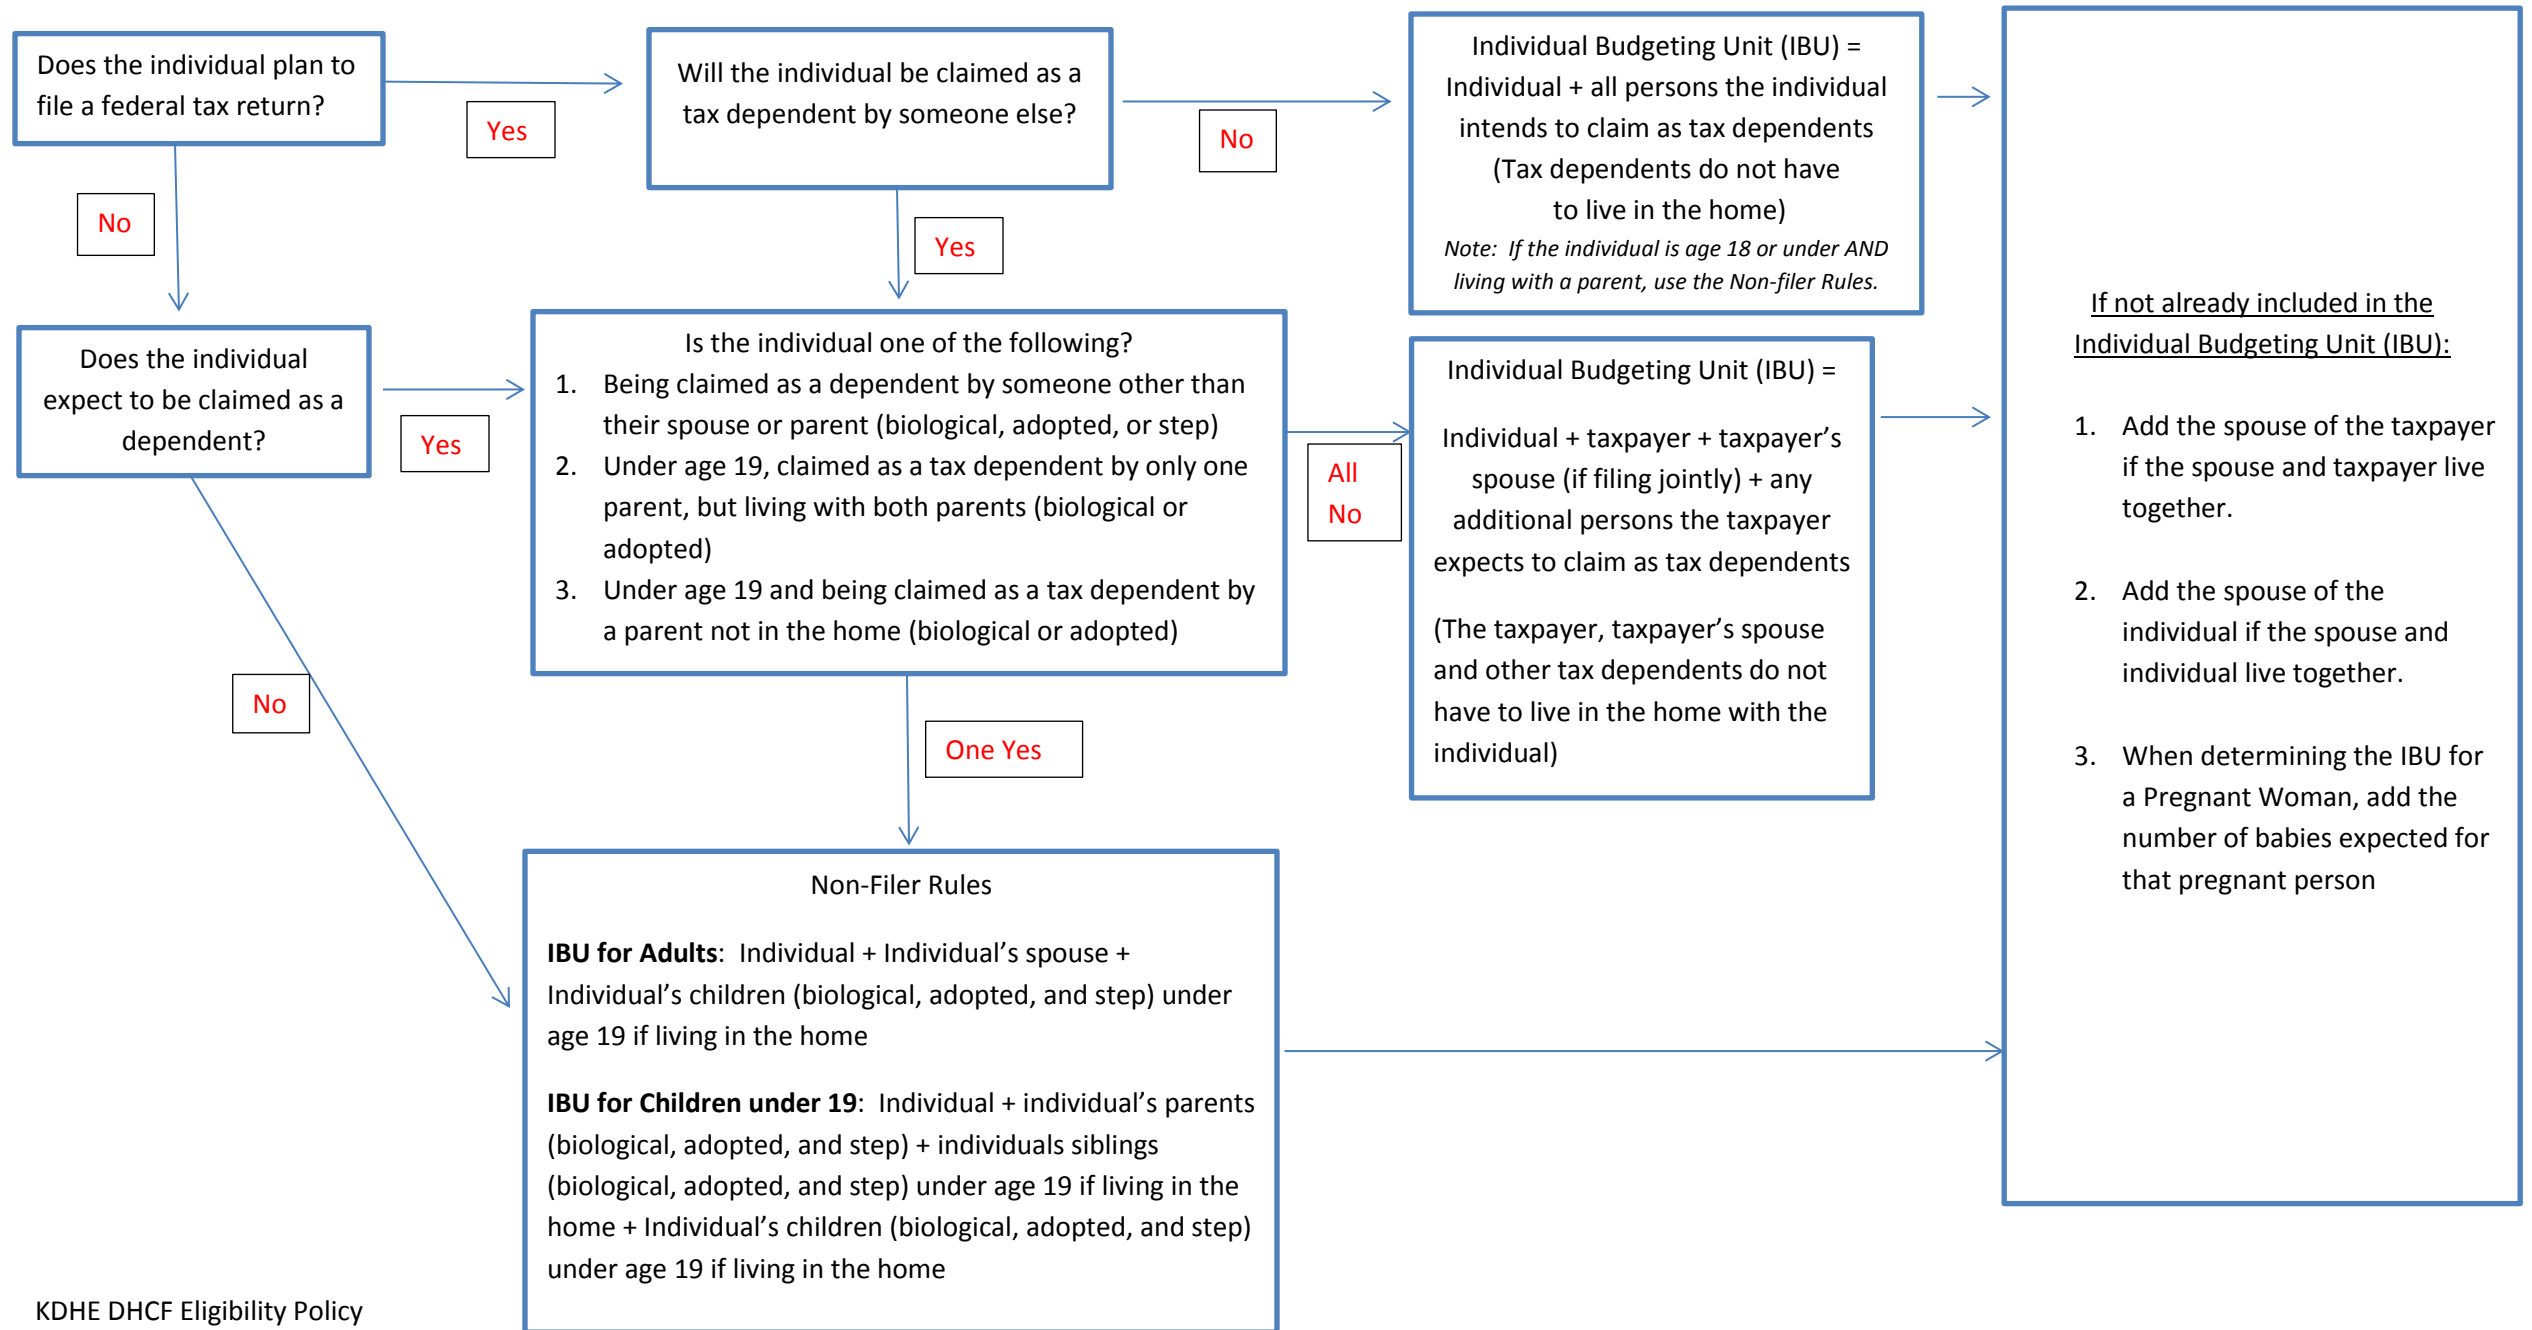 Does the individual plan to
file a federal tax return?
Yes
Will the individual be claimed as a
tax dependent by someone else?
No
Individual Budgeting Unit (IBU) =
Individual + all persons the individual
intends to claim as tax dependents
(Tax dependents do not have
to live in the home)
Note: If the individual is age 18 or under AND
living with a parent, use the Non-filer Rules.
No
Yes
Does the individual
expect to be claimed as a
dependent?
Yes
Is the individual one of the following?
1. Being claimed as a dependent by someone other than
their spouse or parent (biological, adopted, or step)
2. Under age 19, claimed as a tax dependent by only one
parent, but living with both parents (biological or
adopted)
3. Under age 19 and being claimed as a tax dependent by
a parent not in the home (biological or adopted)
All
No
Individual Budgeting Unit (IBU) =
Individual + taxpayer + taxpayer’s
spouse (if filing jointly) + any
additional persons the taxpayer
expects to claim as tax dependents
(The taxpayer, taxpayer’s spouse
and other tax dependents do not
have to live in the home with the
individual)
If not already included in the
Individual Budgeting Unit (IBU):
1. Add the spouse of the taxpayer
if the spouse and taxpayer live
together.
2. Add the spouse of the
individual if the spouse and
individual live together.
3. When determining the IBU for
a Pregnant Woman, add the
number of babies expected for
that pregnant person
No
One Yes
Non-Filer Rules
IBU for Adults: Individual + Individual’s spouse +
Individual’s children (biological, adopted, and step) under
age 19 if living in the home
IBU for Children under 19: Individual + individual’s parents
(biological, adopted, and step) + individuals siblings
(biological, adopted, and step) under age 19 if living in the
home + Individual’s children (biological, adopted, and step)
under age 19 if living in the home
KDHE DHCF Eligibility Policy